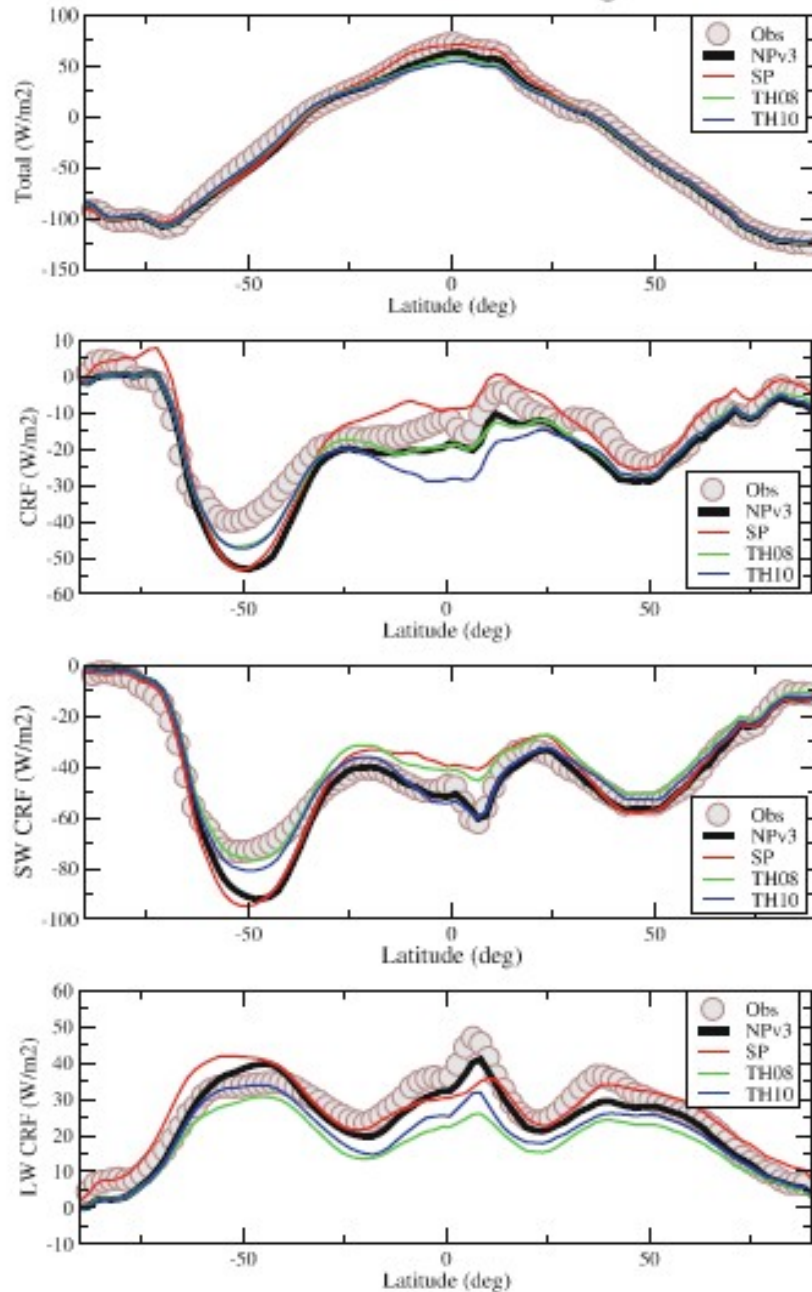 100
50
0
-50
-100
-150
Total (W/m2)
-50
0
50
Latitude (deg)
Obs
NPv3
SP
TH08
TH10
10
0
-10
-20
-30
-40
-50
-60
CRF (W/m2)
-50
0
50
Latitude (deg)
Obs
NPv3
SP
TH08
TH10
0
-20
-40
-60
-80
-100
SW CRF (W/m2)
-50
0
50
Latitude (deg)
Obs
NPv3
SP
TH08
TH10
60
50
40
30
20
10
0
-10
LW CRF (W/m2)
-50
0
50
Latitude (deg)
Obs
NPv3
SP
TH08
TH10